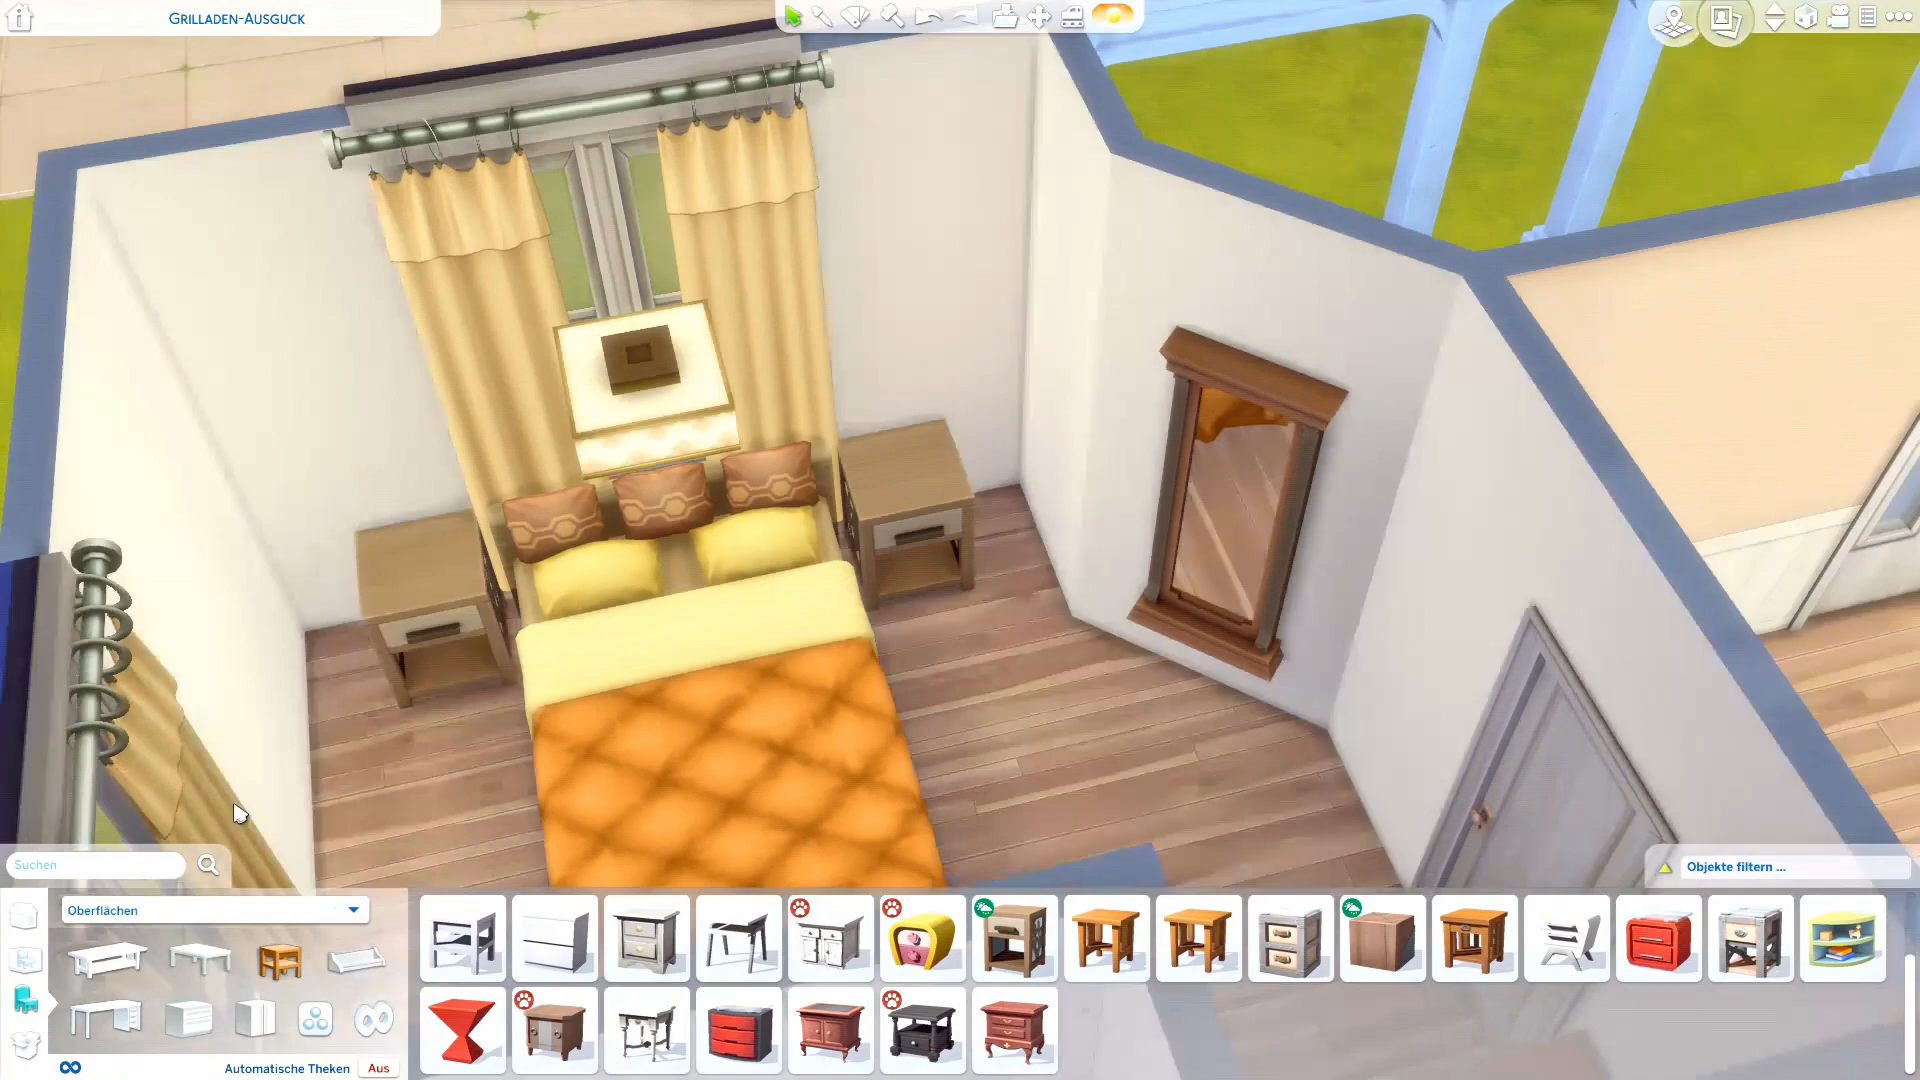 Grilladen-Ausguck
Suchen
Objekte filtern ...
Oberflächen
Automatische Theken
Aus